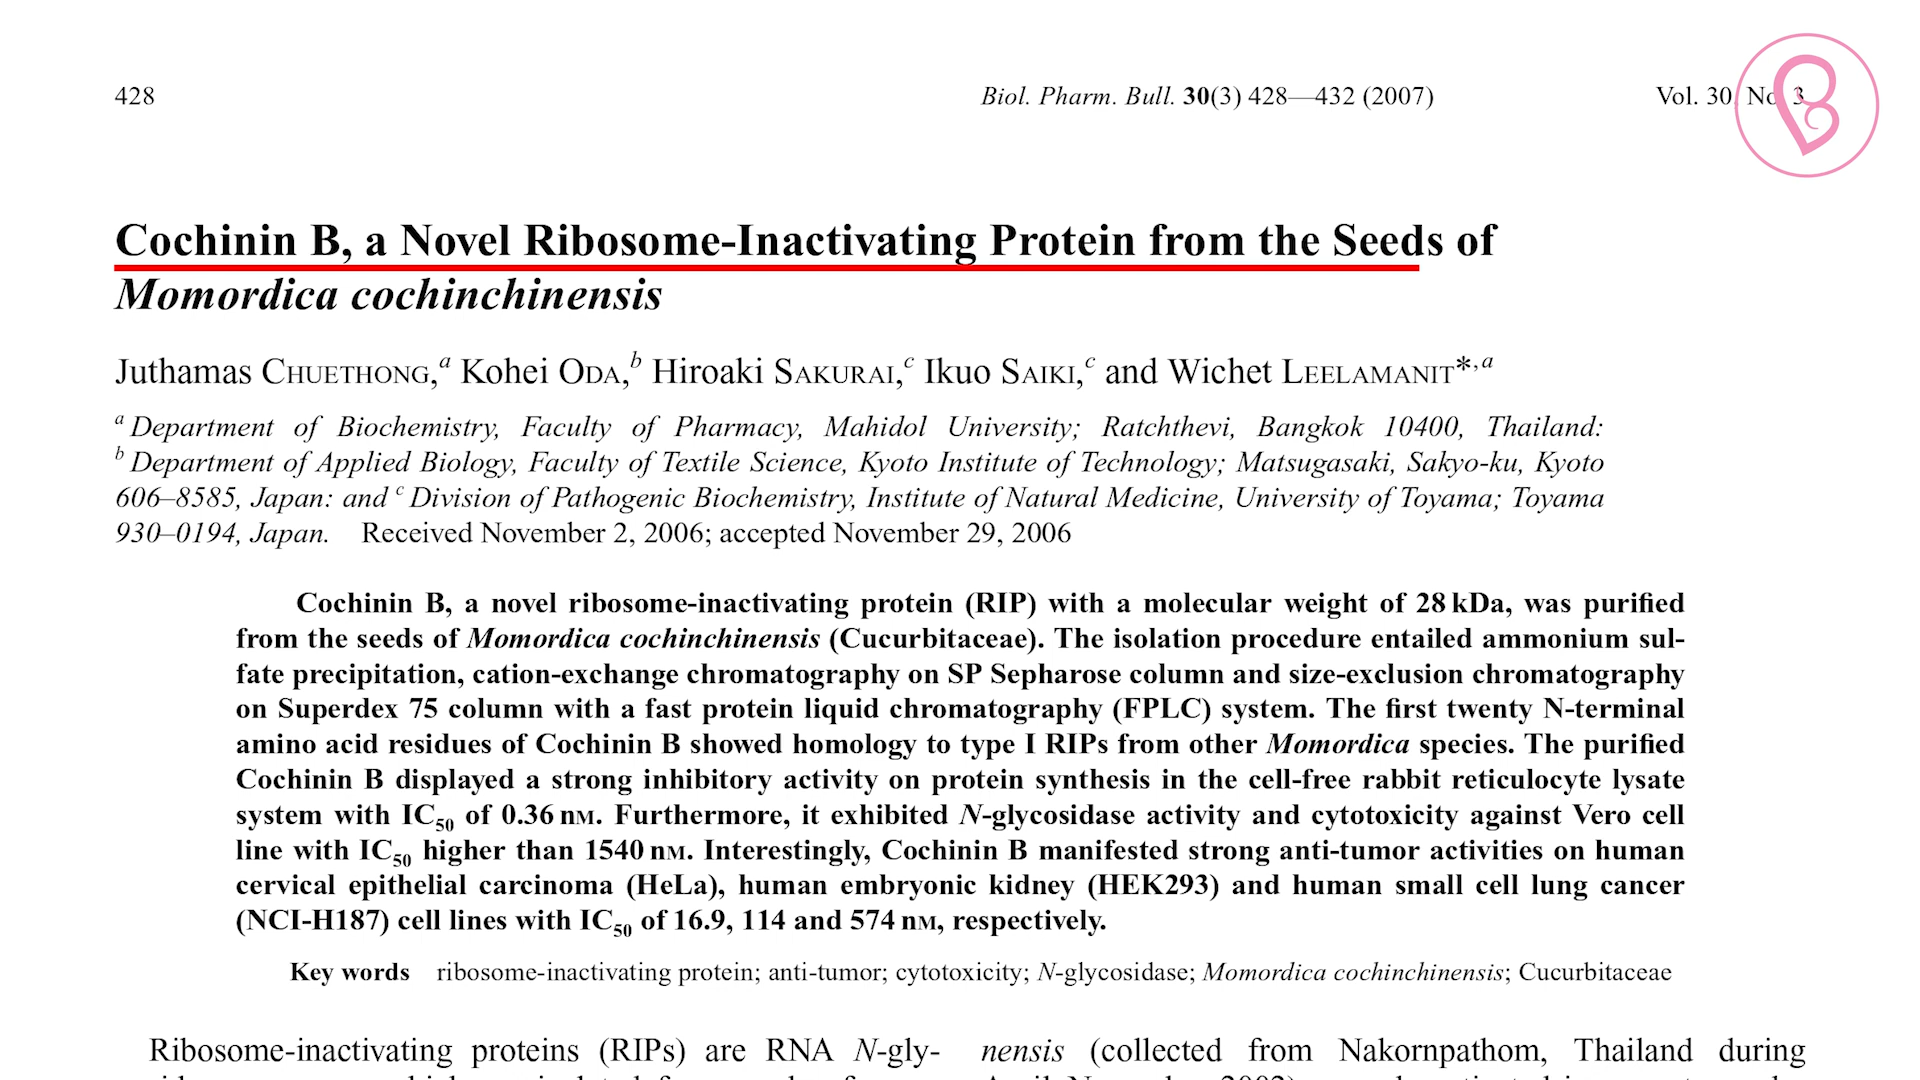 428
Biol. Pharm. Bull. 30(3) 428—432 (2007)
Vol. 30, No. 3
Cochinin B, a Novel Ribosome-Inactivating Protein from the Seeds of
Momordica cochinchinensis
Juthamas CHUETHONG,a Kohei ODA,b Hiroaki SAKURAI,c Ikuo SAIKI,c and Wichet LEELAMANIT*,a
a Department of Biochemistry, Faculty of Pharmacy, Mahidol University; Ratchthevi, Bangkok 10400, Thailand:
b Department of Applied Biology, Faculty of Textile Science, Kyoto Institute of Technology; Matsugasaki, Sakyo-ku, Kyoto
606–8585, Japan: and c Division of Pathogenic Biochemistry, Institute of Natural Medicine, University of Toyama; Toyama
930–0194, Japan. Received November 2, 2006; accepted November 29, 2006
Cochinin B, a novel ribosome-inactivating protein (RIP) with a molecular weight of 28 kDa, was purified
from the seeds of Momordica cochinchinensis (Cucurbitaceae). The isolation procedure entailed ammonium sul-
fate precipitation, cation-exchange chromatography on SP Sepharose column and size-exclusion chromatography
on Superdex 75 column with a fast protein liquid chromatography (FPLC) system. The first twenty N-terminal
amino acid residues of Cochinin B showed homology to type I RIPs from other Momordica species. The purified
Cochinin B displayed a strong inhibitory activity on protein synthesis in the cell-free rabbit reticulocyte lysate
system with IC50 of 0.36 nM. Furthermore, it exhibited N-glycosidase activity and cytotoxicity against Vero cell
line with IC50 higher than 1540 nM. Interestingly, Cochinin B manifested strong anti-tumor activities on human
cervical epithelial carcinoma (HeLa), human embryonic kidney (HEK293) and human small cell lung cancer
(NCI-H187) cell lines with IC50 of 16.9, 114 and 574 nM, respectively.
Key words ribosome-inactivating protein; anti-tumor; cytotoxicity; N-glycosidase; Momordica cochinchinensis; Cucurbitaceae
Ribosome-inactivating proteins (RIPs) are RNA N-gly-
nensis (collected from Nakornpathom, Thailand during